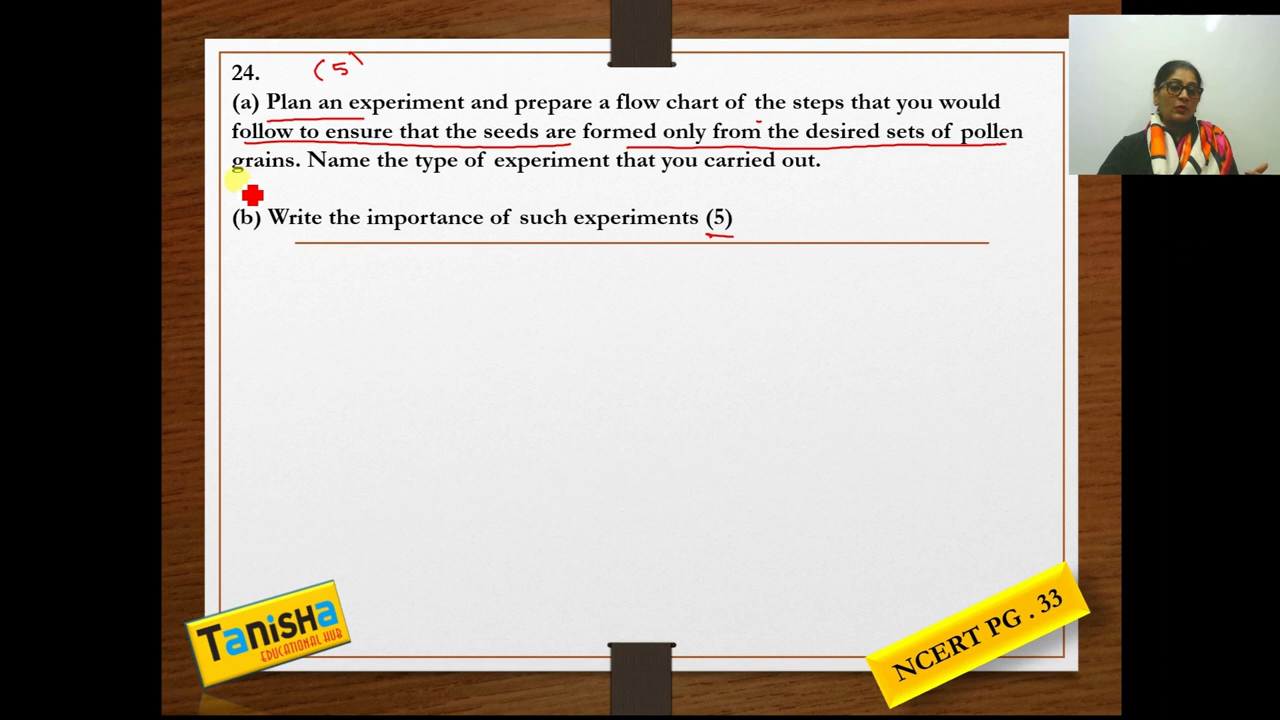 24. (5)
(a) Plan an experiment and prepare a flow chart of the steps that you would
follow to ensure that the seeds are formed only from the desired sets of pollen
grains. Name the type of experiment that you carried out.
(b) Write the importance of such experiments (5)
TaniSHa
EDUCATIONAL HUB
NCERT PG . 33